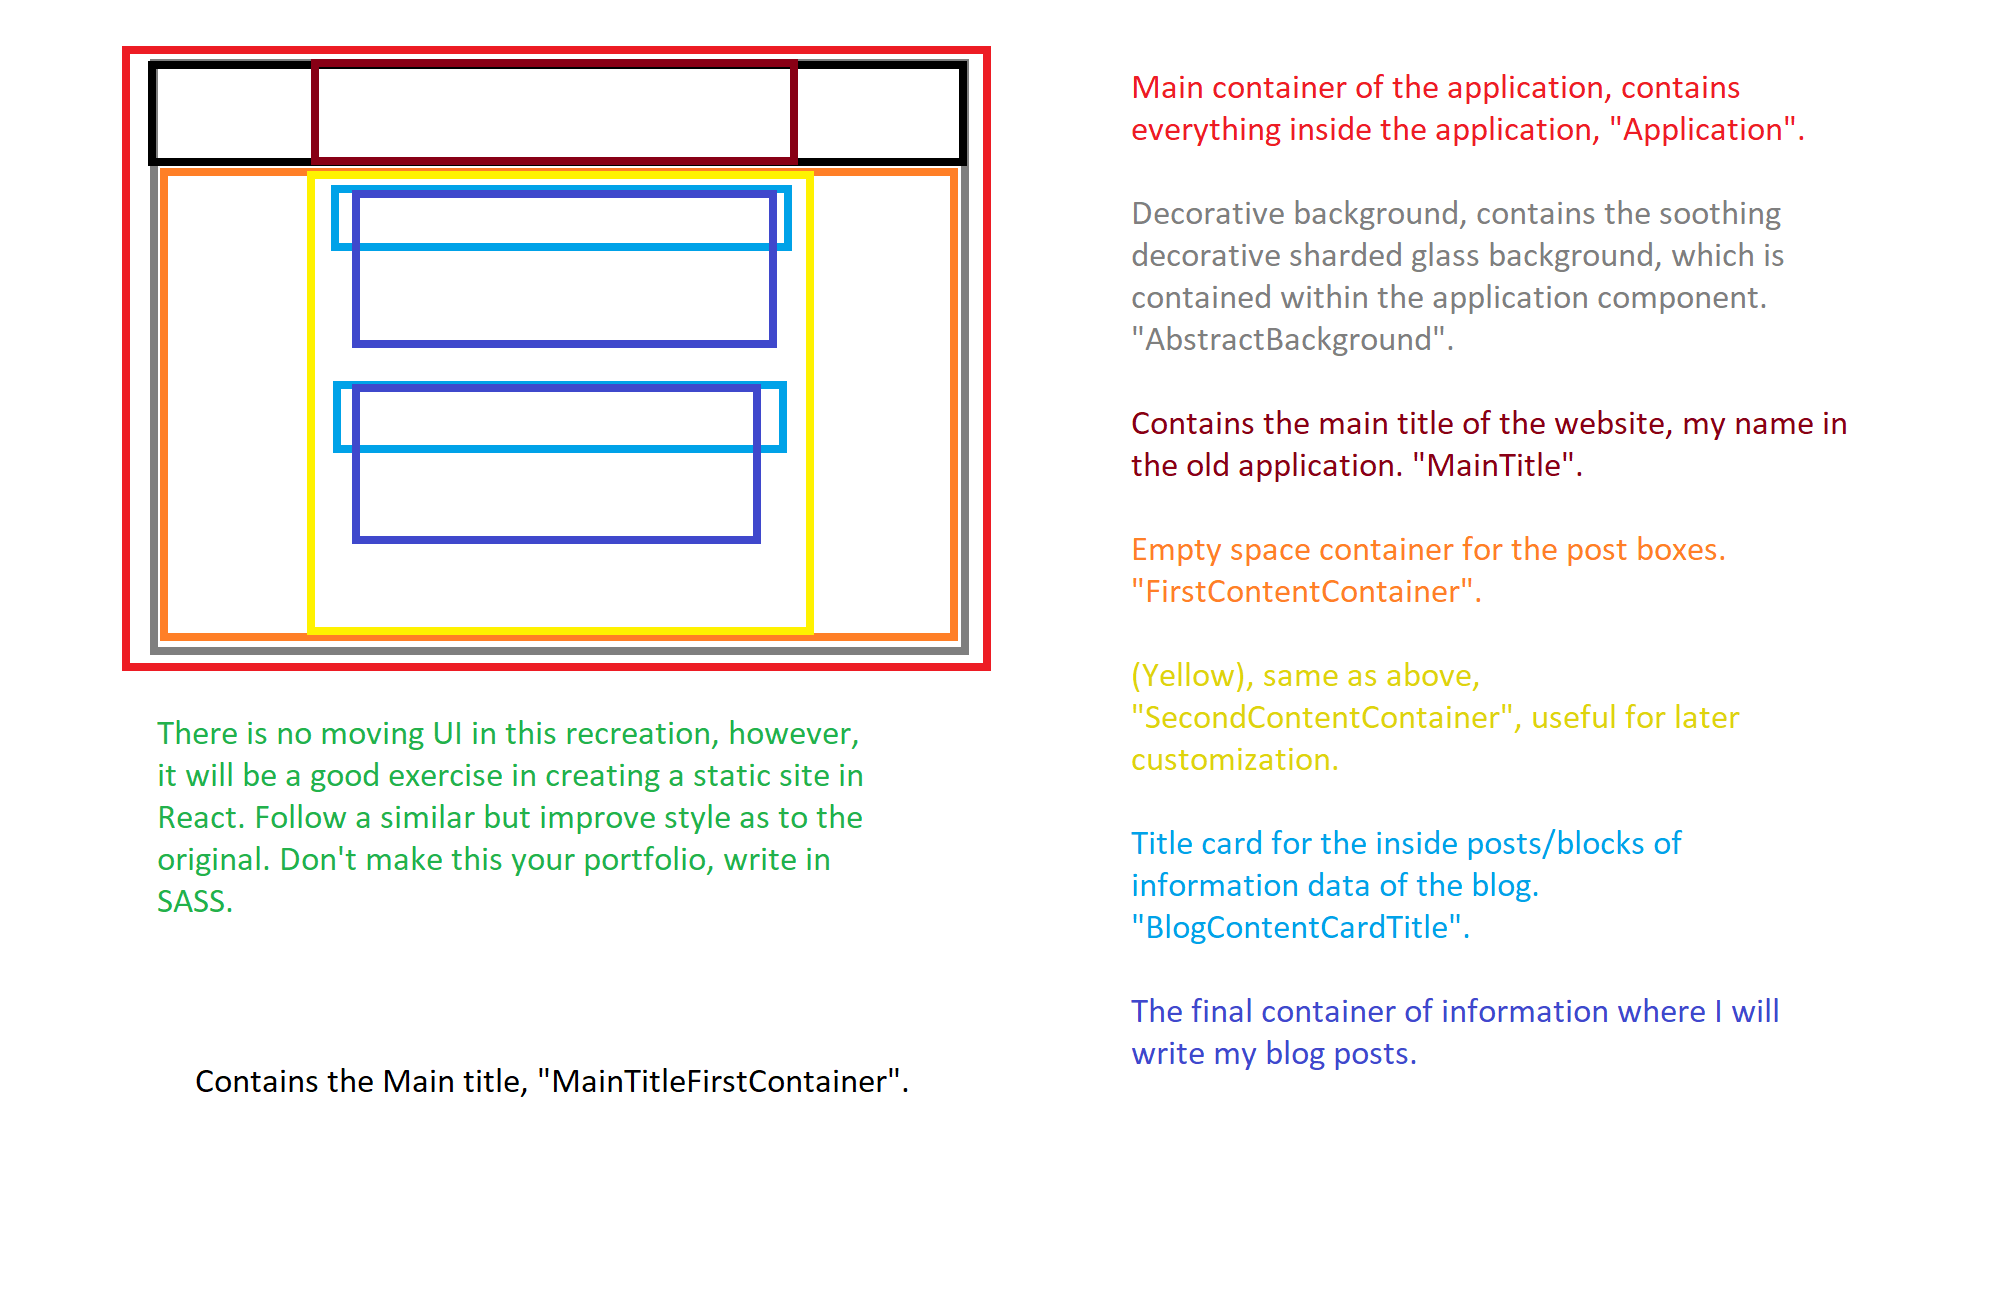 Main container of the application, contains
everything inside the application, "Application".
Decorative background, contains the soothing
decorative sharded glass background, which is
contained within the application component.
"AbstractBackground".
Contains the main title of the website, my name in
the old application. "MainTitle".
Empty space container for the post boxes.
"FirstContentContainer".
(Yellow), same as above,
"SecondContentContainer", useful for later
customization.
Title card for the inside posts/blocks of
information data of the blog.
"BlogContentCardTitle".
The final container of information where I will
write my blog posts.
There is no moving UI in this recreation, however,
it will be a good exercise in creating a static site in
React. Follow a similar but improve style as to the
original. Don't make this your portfolio, write in
SASS.
Contains the Main title, "MainTitleFirstContainer".